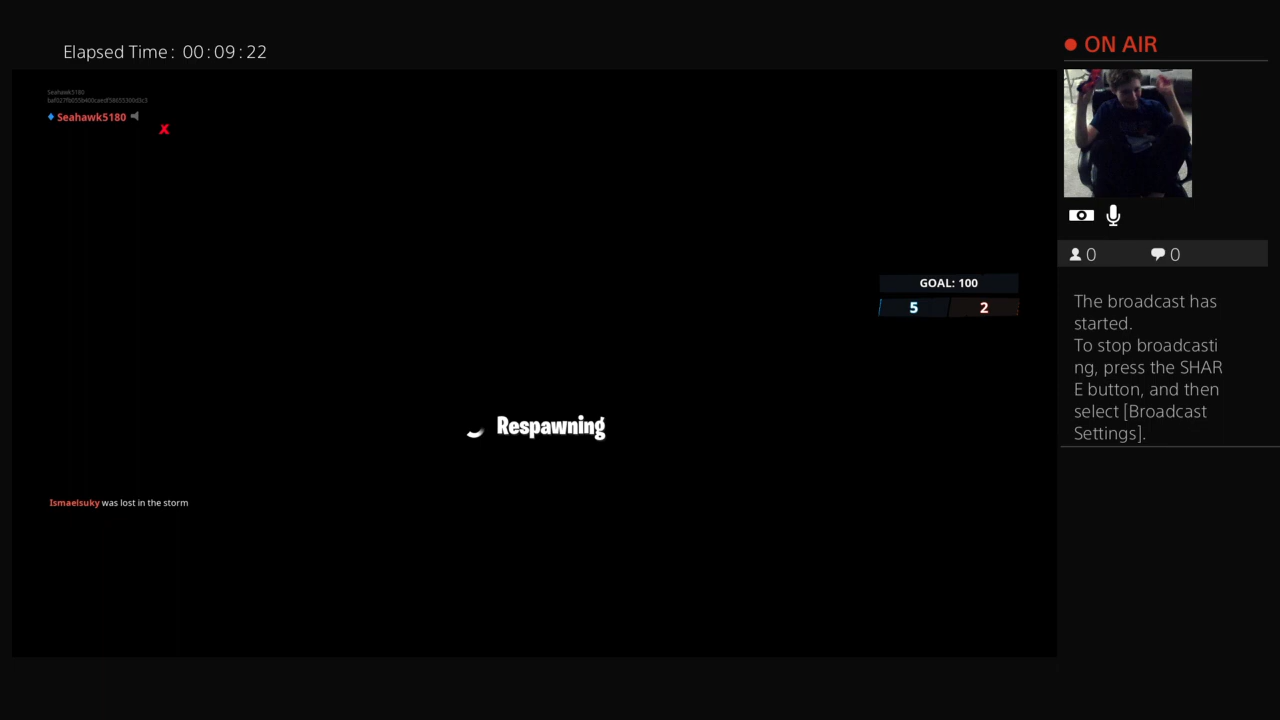 Elapsed Time: 00:09:22
ON AIR
Seahawk5180
Seahawk5180
X
0
0
GOAL: 100
5 2
The broadcast has
started.
To stop broadcasti
ng, press the SHAR
E button, and then
select [Broadcast
Settings].
Respawning
Ismaelsuky was lost in the storm